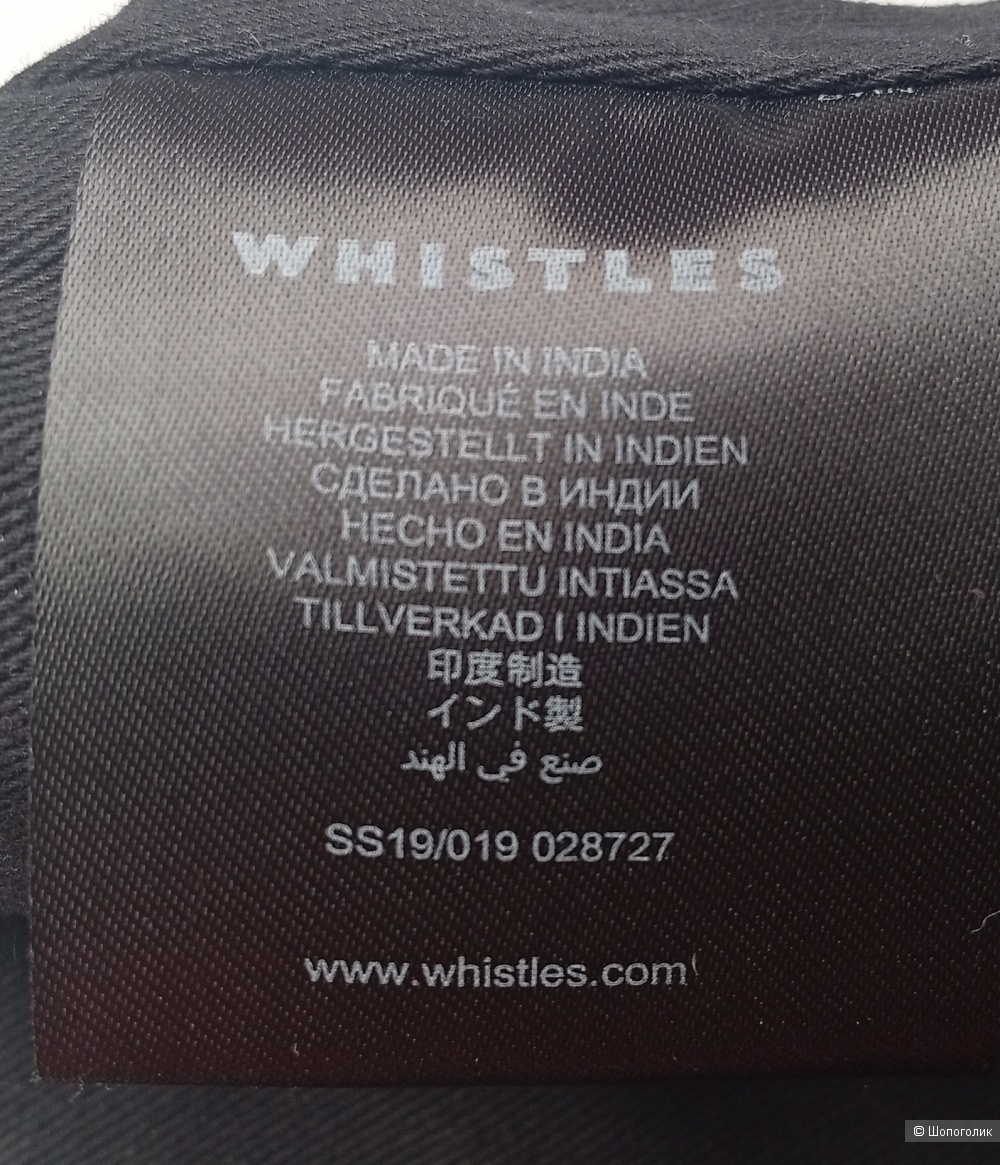 WHISTLES
MADE IN INDIA
FABRIQUÉ EN INDE
HERGESTELLT IN INDIEN
СДЕЛАНО В ИНДИИ
HECHO EN INDIA
VALMISTETTU INTIASSA
TILLVERKAD I INDIEN
印度制造
インド製
صنع في الهند
SS19/019 028727
www.whistles.com
© Шопоголик